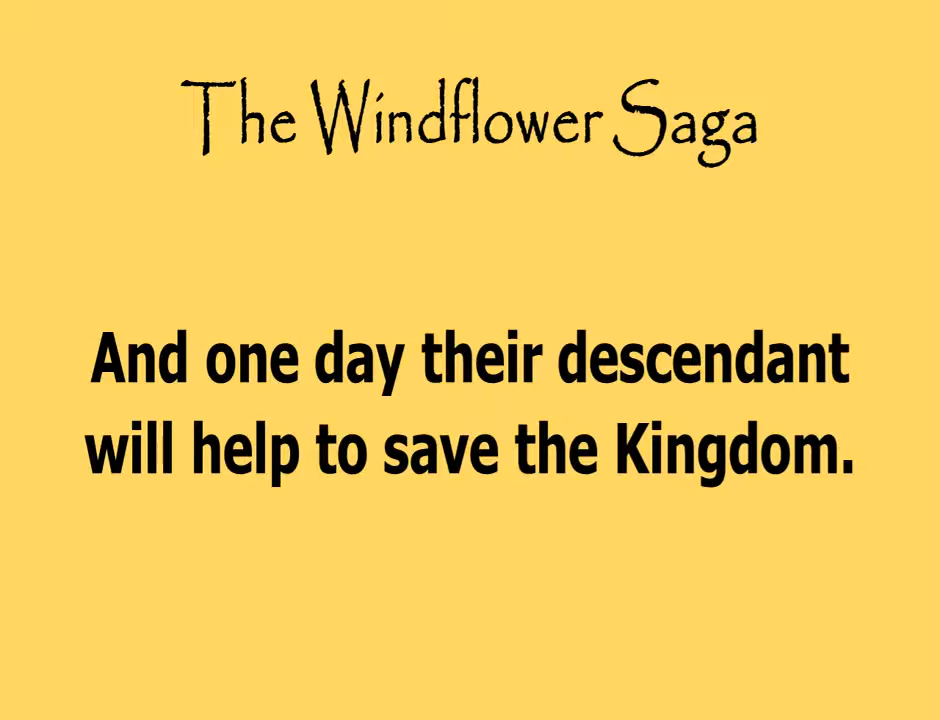 The Windflower Saga
And one day their descendant
will help to save the Kingdom.